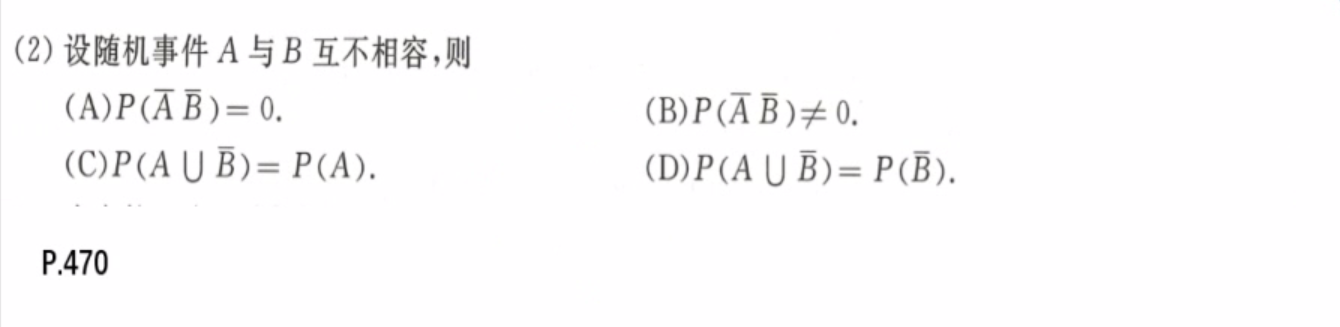 (2) 设随机事件 A 与 B 互不相容,则
(A)P(A̅ B̅)= 0. (B)P(A̅ B̅)≠ 0.
(C)P(A ∪ B̅)= P(A). (D)P(A ∪ B̅)= P(B̅).
P.470